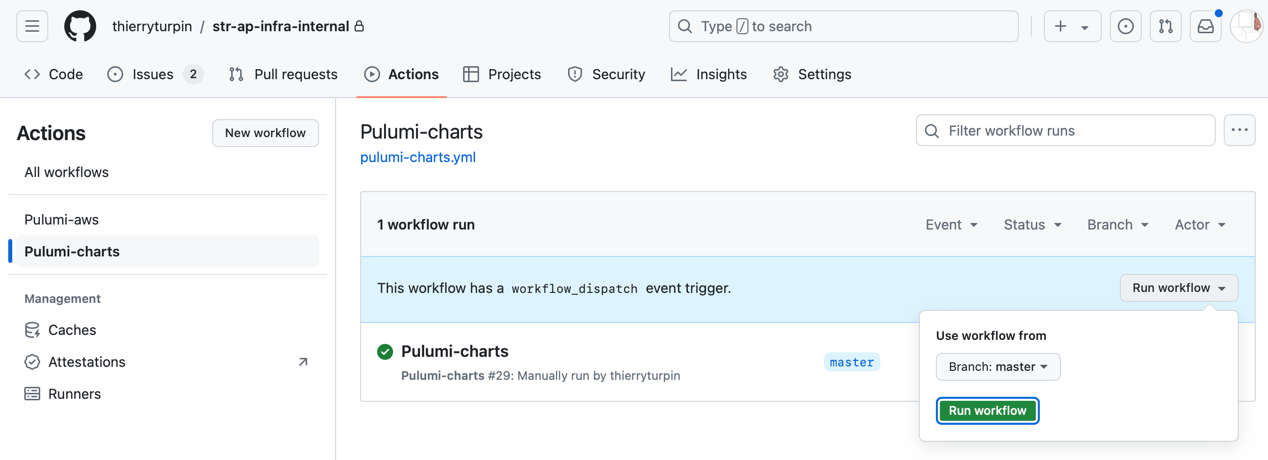 thierryturpin / str-ap-infra-internal
Type / to search
Code
Issues 2
Pull requests
Actions
Projects
Security
Insights
Settings
Actions
New workflow
All workflows
Pulumi-aws
Pulumi-charts
Management
Caches
Attestations
Runners
Pulumi-charts
pulumi-charts.yml
Filter workflow runs
1 workflow run
Event
Status
Branch
Actor
This workflow has a workflow_dispatch event trigger.
Run workflow
Use workflow from
Branch: master
Run workflow
Pulumi-charts
Pulumi-charts #29: Manually run by thierryturpin
master